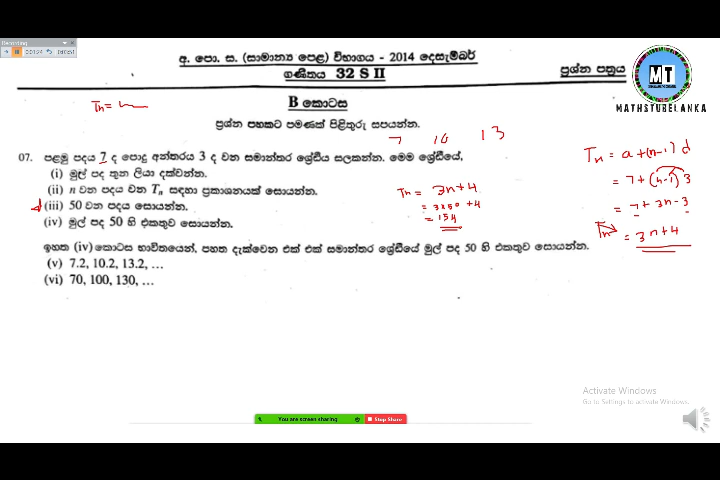 අ. පො. ස. (සාමාන්‍ය පෙළ) විභාගය - 2014 දෙසැම්බර්
ගණිතය 32 S II
ප්‍රශ්න පත්‍රය
MT
MATHSTUBELANKA
Tn =
B කොටස
ප්‍රශ්න පහකට පමණක් පිළිතුරු සපයන්න.
7 10 13
07. පළමු පදය 7 ද පොදු අන්තරය 3 ද වන සමාන්තර ශ්‍රේඪිය සලකන්න. මෙම ශ්‍රේඪියේ,
(i) මුල් පද තුන ලියා දක්වන්න.
(ii) n වන පදය වන Tn සඳහා ප්‍රකාශනයක් සොයන්න.
(iii) 50 වන පදය සොයන්න.
(iv) මුල් පද 50 හි එකතුව සොයන්න.
Tn = 3n+4
= 3x50 +4
= 154
Tn = a+(n-1) d
= 7+(n-1)3
= 7+3n-3
Tn = 3n+4
ඉහත (iv) කොටස භාවිතයෙන්, පහත දැක්වෙන එක් එක් සමාන්තර ශ්‍රේඪියේ මුල් පද 50 හි එකතුව සොයන්න.
(v) 7.2, 10.2, 13.2, ...
(vi) 70, 100, 130, ...
Activate Windows
Go to Settings to activate Windows.
You are screen sharing
Stop Share